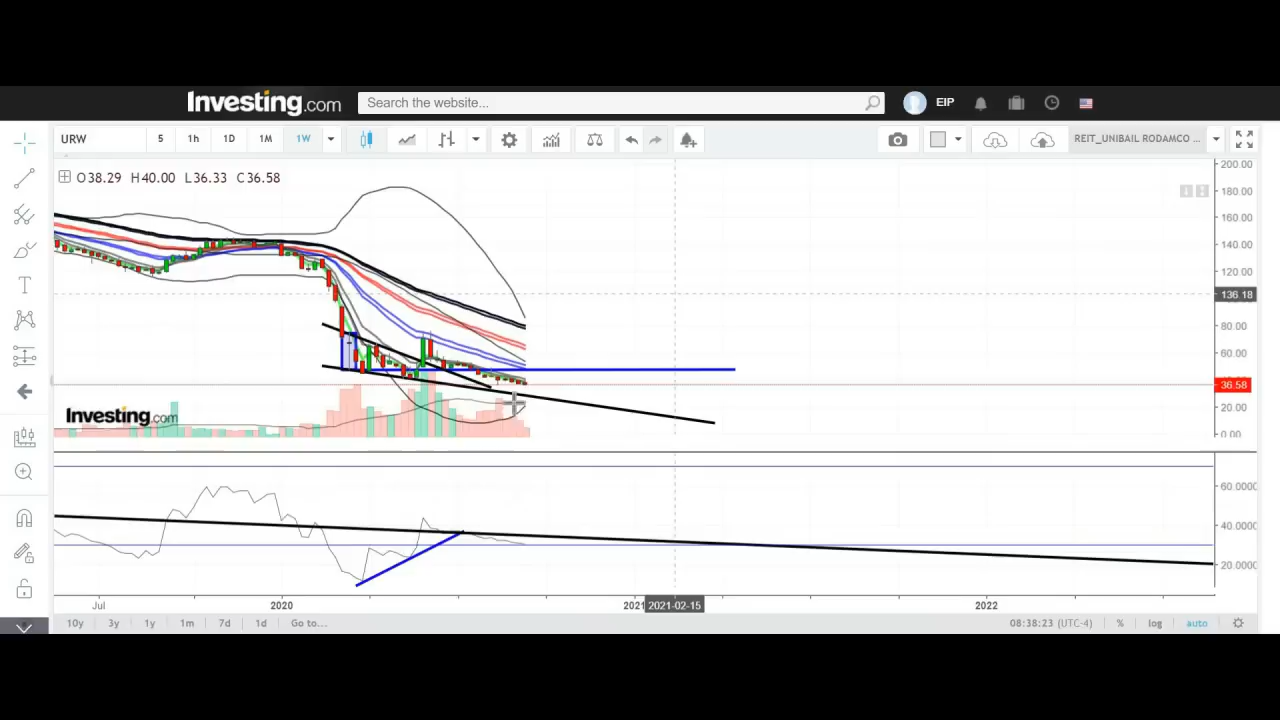 Investing.com Search the website... EIP
URW 5 1h 1D 1M 1W REIT_UNIBAIL RODAMCO ...
O38.29 H40.00 L36.33 C36.58
200.00
180.00
160.00
140.00
120.00
136.18
80.00
60.00
36.58
20.00
0.00
Investing.com
60.0000
40.0000
20.0000
Jul 2020 2021 2021-02-15 2022
10y 3y 1y 1m 7d 1d Go to... 08:38:23 (UTC-4) % log auto